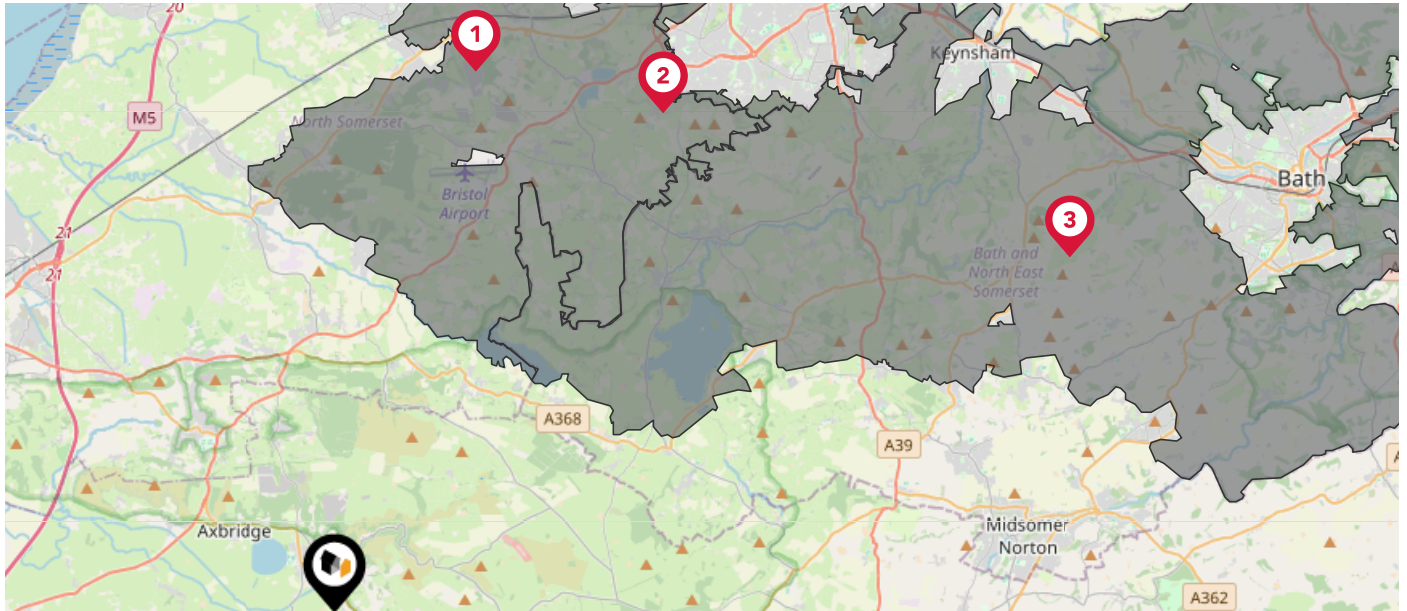 20
1
2
Keynsham
M5
North Somerset
Bath
Bristol
Airport
3
21
Bath and
North East
Somerset
21
A368
A39
Axbridge
Midsomer
Norton
A362